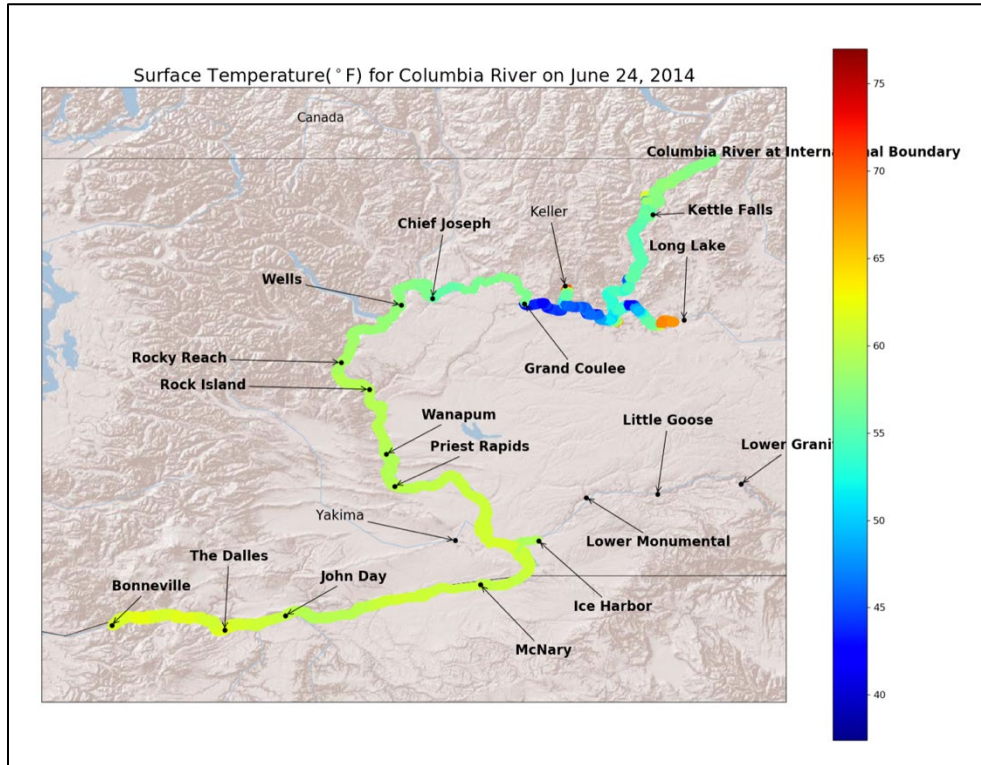 Surface Temperature(°F) for Columbia River on June 24, 2014
75
Canada
Columbia River at International Boundary
70
Keller
Kettle Falls
Chief Joseph
Long Lake
65
Wells
60
Rocky Reach
Grand Coulee
Rock Island
55
Wanapum
Little Goose
Priest Rapids
Lower Grani
50
Yakima
Lower Monumental
The Dalles
John Day
Bonneville
Ice Harbor
45
McNary
40